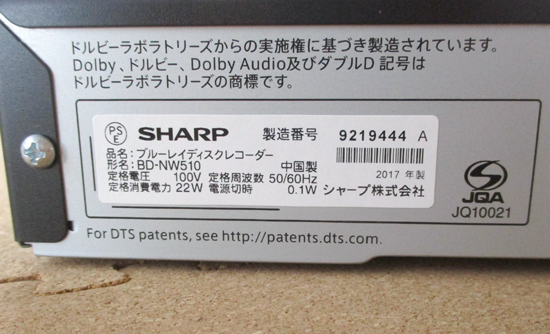 ドルビーラボラトリーズからの実施権に基づき製造されています。
Dolby、ドルビー、Dolby Audio及びダブルD 記号は
ドルビーラボラトリーズの商標です。
PS
E
SHARP 製造番号 9219444 A
品名:ブルーレイディスクレコーダー
形名:BD-NW510 中国製
定格電圧 100V 定格周波数 50/60Hz 2017 年製
定格消費電力 22W 電源切時 0.1W シャープ株式会社
JQA
JQ10021
For DTS patents, see http://patents.dts.com.